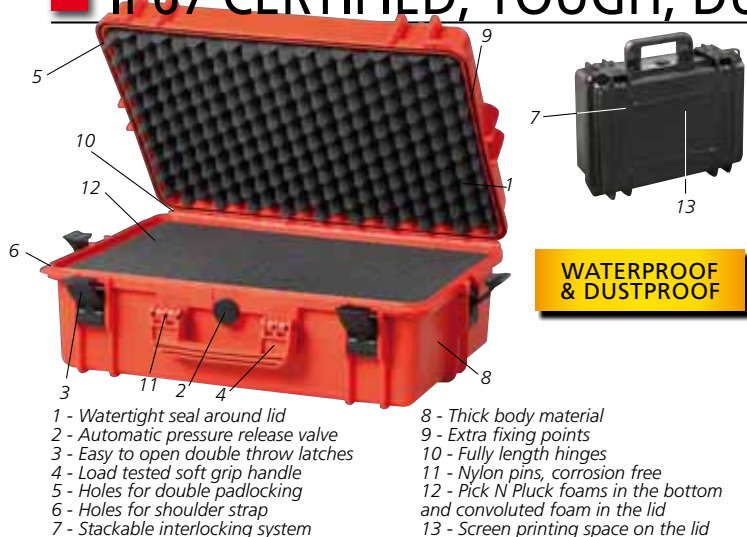 IP67 CERTIFIED, TOUGH,
5
9
10
7
1
12
13
6
WATERPROOF
& DUSTPROOF
3
11
2
4
8
1 - Watertight seal around lid
2 - Automatic pressure release valve
3 - Easy to open double throw latches
4 - Load tested soft grip handle
5 - Holes for double padlocking
6 - Holes for shoulder strap
7 - Stackable interlocking system
8 - Thick body material
9 - Extra fixing points
10 - Fully length hinges
11 - Nylon pins, corrosion free
12 - Pick N Pluck foams in the bottom
and convoluted foam in the lid
13 - Screen printing space on the lid